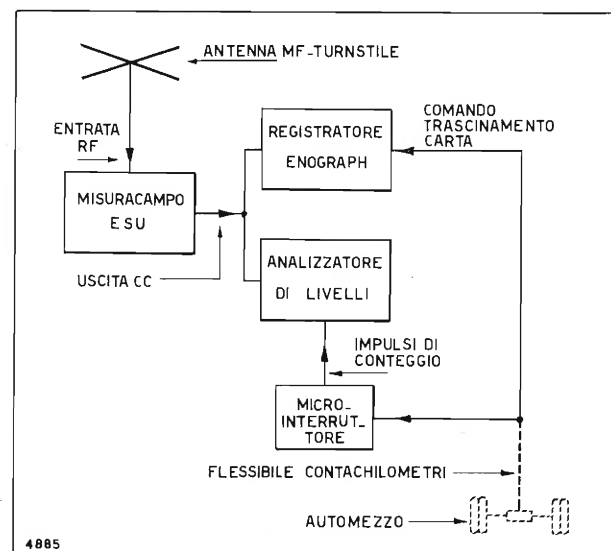 ANTENNA MF-TURNSTILE
ENTRATA
RF
MISURACAMPO
ESU
USCITA CC
REGISTRATORE
ENOGRAPH
COMANDO
TRASCINAMENTO
CARTA
ANALIZZATORE
DI LIVELLI
IMPULSI DI
CONTEGGIO
MICRO-
INTERRUT-
TORE
FLESSIBILE CONTACHILOMETRI
AUTOMEZZO
4885